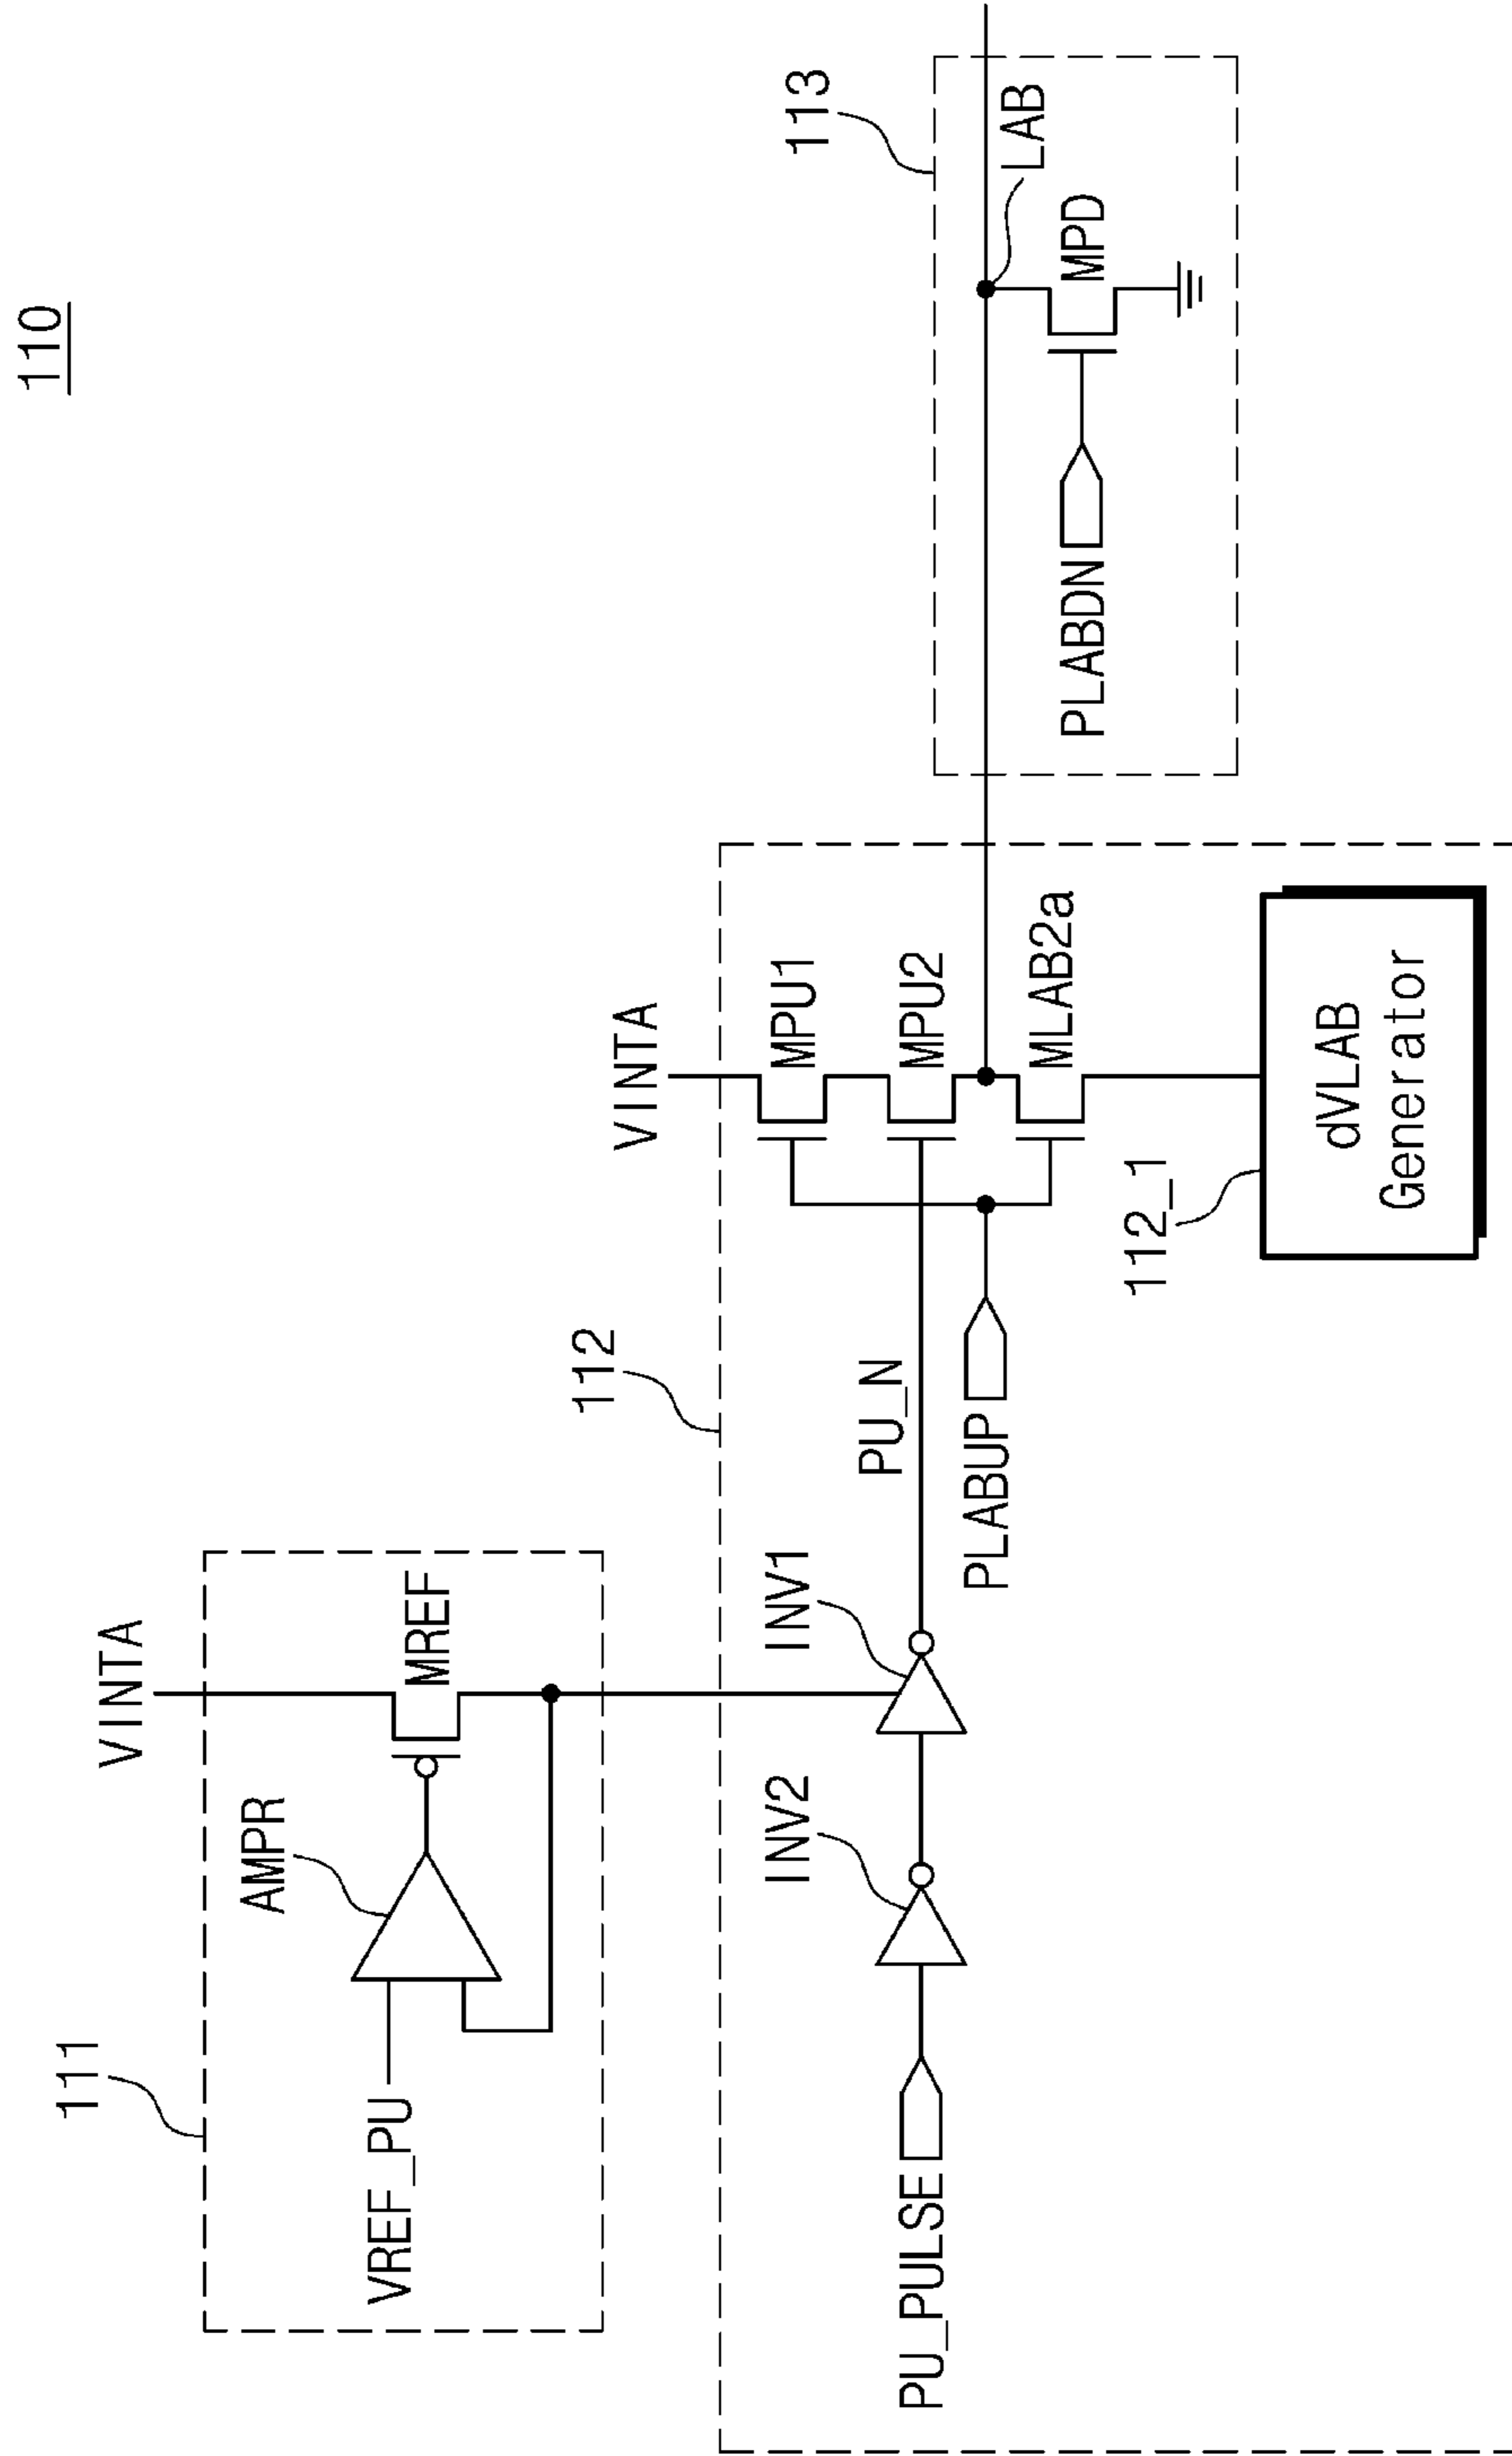 110
111
VINTA
AMPR
MREF
VREF_PU
112
VINTA
MPU1
MPU2
MLAB2a
PU_N
INV1
INV2
PU_PULSE
PLABUP
112_1
dVLAB
Generator
113
LAB
MPD
PLABDN